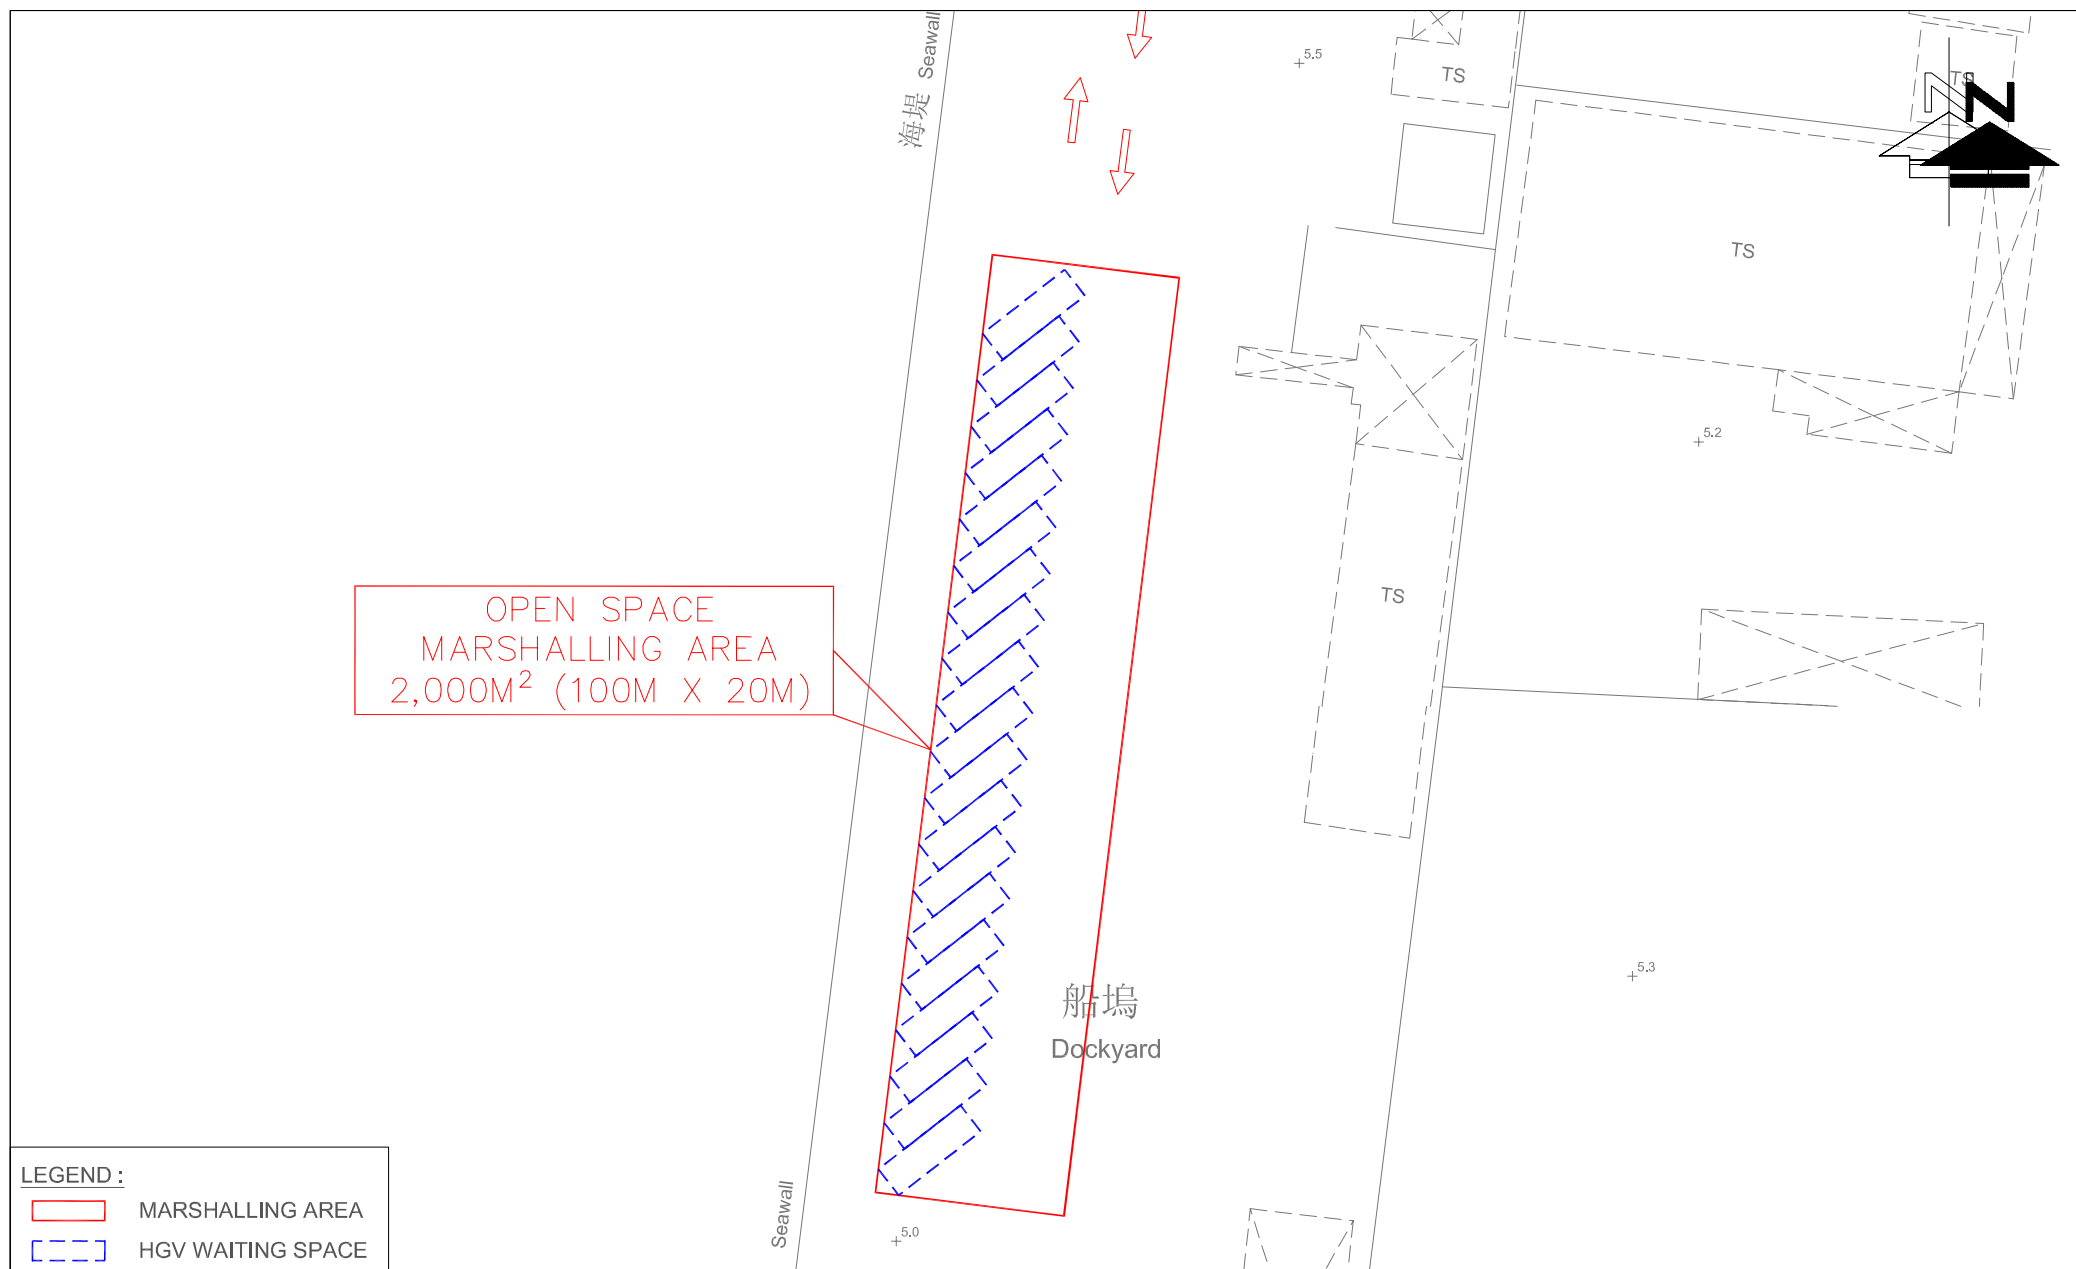 海堤 Seawall
5.5
TS
TS
N
N
TS
5.2
OPEN SPACE
MARSHALLING AREA
2,000M² (100M X 20M)
TS
5.3
船塢
Dockyard
Seawall
5.0
LEGEND :
MARSHALLING AREA
HGV WAITING SPACE